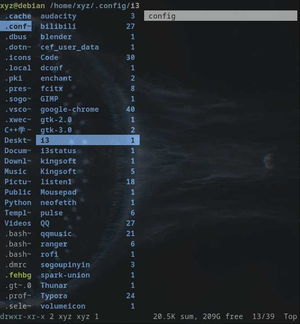 xyz@debian /home/xyz/.config/i3
.cache audacity 3 config
.conf~ bilibili 27
.dbus blender 1
.dotn~ cef_user_data 1
.icons Code 30
.local dconf 1
.pki enchant 2
.pres~ fcitx 8
.sogo~ GIMP 1
.vsco~ google-chrome 40
.xwec~ gtk-2.0 1
C++学~ gtk-3.0 2
Deskt~ i3 1
Docum~ i3status 1
Downl~ kingsoft 1
Music Kingsoft 5
Pictu~ listen1 18
Public Mousepad 1
Python neofetch 1
Templ~ pulse 6
Videos QQ 27
.bash~ qqmusic 21
.bash~ ranger 6
.bash~ rofi 1
.dmrc sogoupinyin 3
.fehbg spark-union 1
.gt~.0 Thunar 1
.prof~ Typora 24
.sele~ volumeicon 1
drwxr-xr-x 2 xyz xyz 1 20.5K sum, 209G free 13/39 Top